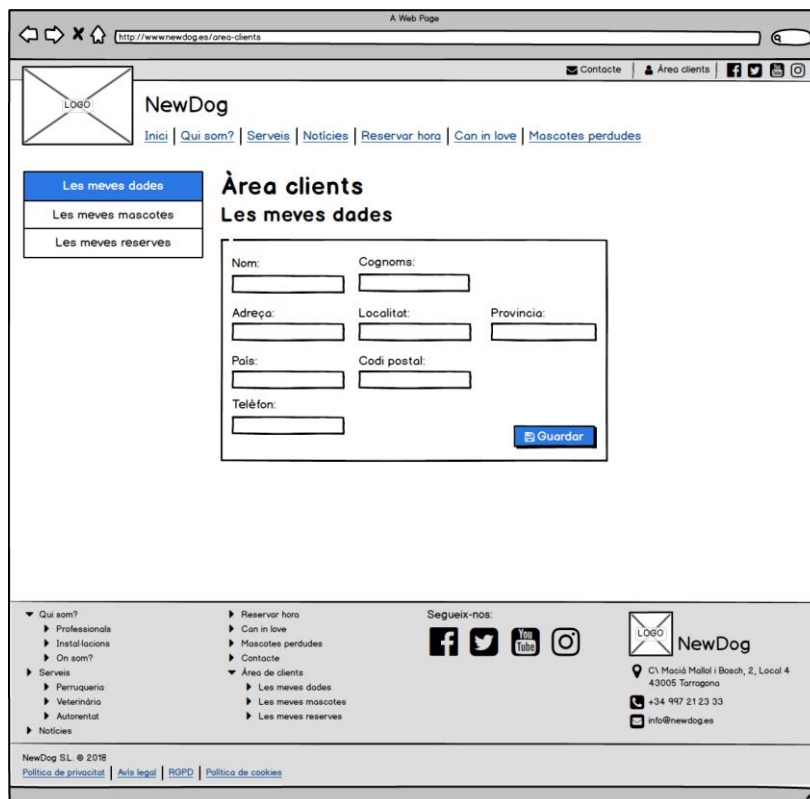 A Web Page
http://www.newdog.es/area-clients
Contacte | Àrea clients
LOGO
NewDog
Inici | Qui som? | Serveis | Notícies | Reservar hora | Can in love | Mascotes perdudes
Les meves dades
Les meves mascotes
Les meves reserves
Àrea clients
Les meves dades
Nom: Cognoms:
Adreça: Localitat: Provincia:
País: Codi postal:
Telèfon:
Guardar
Qui som?
Professionals
Instal·lacions
On som?
Serveis
Perruqueria
Veterinària
Autorentat
Notícies
Reservar hora
Can in love
Mascotes perdudes
Contacte
Àrea de clients
Les meves dades
Les meves mascotes
Les meves reserves
Segueix-nos:
You Tube
LOGO
NewDog
C\ Macià Mallol i Bosch, 2, Local 4
43005 Tarragona
+34 997 21 23 33
info@newdog.es
NewDog S.L. © 2018
Política de privacitat | Avís legal | RGPD | Política de cookies